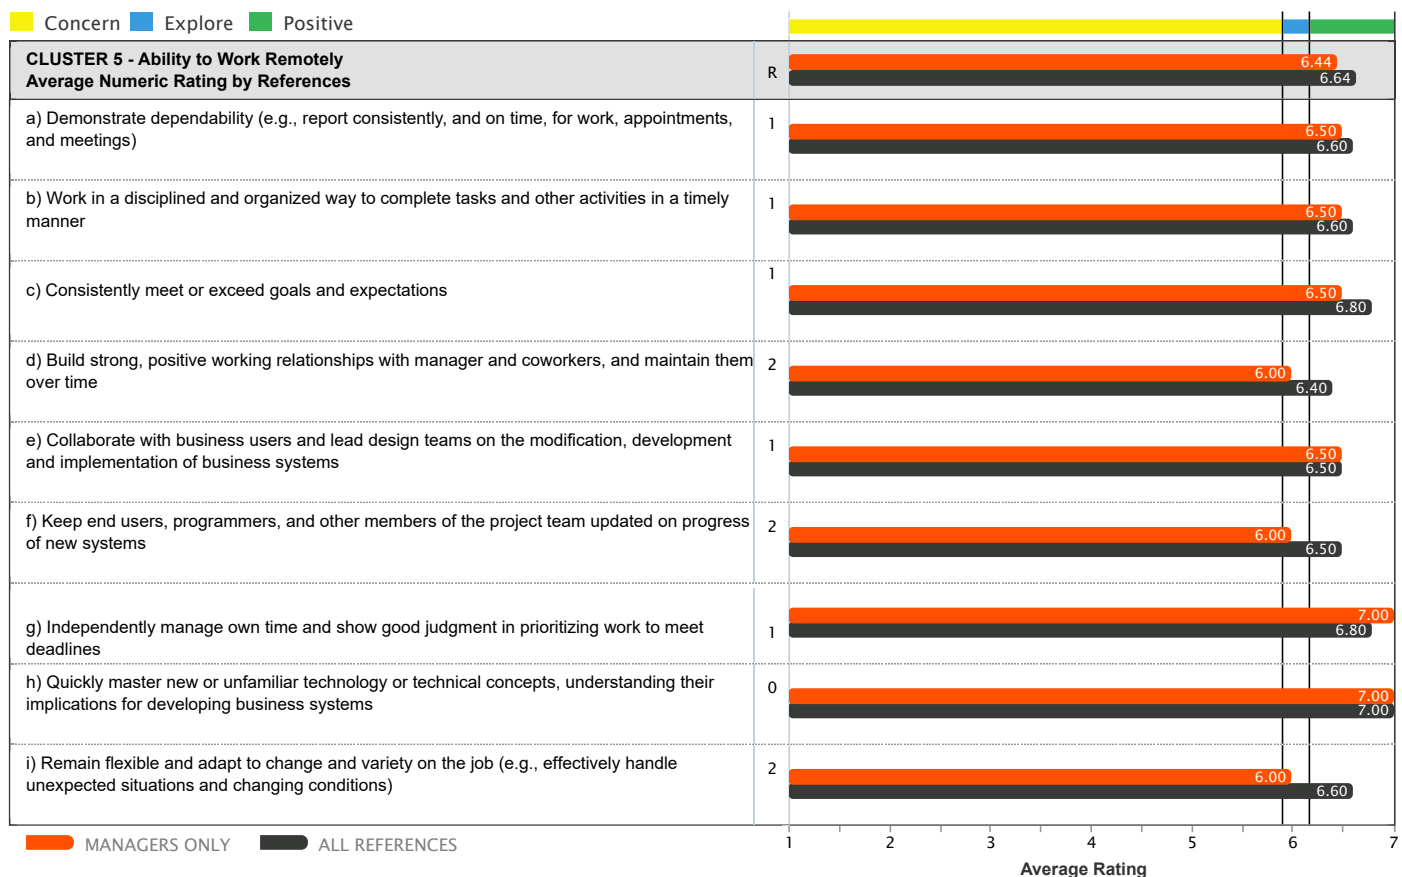 Concern Explore Positive
CLUSTER 5 - Ability to Work Remotely
Average Numeric Rating by References
R
6.44
6.64
a) Demonstrate dependability (e.g., report consistently, and on time, for work, appointments,
and meetings)
1
6.50
6.60
b) Work in a disciplined and organized way to complete tasks and other activities in a timely
manner
1
6.50
6.60
c) Consistently meet or exceed goals and expectations
1
6.50
6.80
d) Build strong, positive working relationships with manager and coworkers, and maintain them
over time
2
6.00
6.40
e) Collaborate with business users and lead design teams on the modification, development
and implementation of business systems
1
6.50
6.50
f) Keep end users, programmers, and other members of the project team updated on progress
of new systems
2
6.00
6.50
g) Independently manage own time and show good judgment in prioritizing work to meet
deadlines
1
7.00
6.80
h) Quickly master new or unfamiliar technology or technical concepts, understanding their
implications for developing business systems
0
7.00
7.00
i) Remain flexible and adapt to change and variety on the job (e.g., effectively handle
unexpected situations and changing conditions)
2
6.00
6.60
MANAGERS ONLY ALL REFERENCES
1 2 3 4 5 6 7
Average Rating